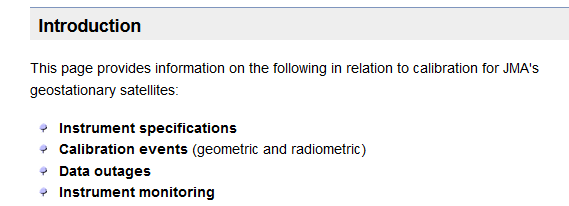 Introduction
This page provides information on the following in relation to calibration for JMA's
geostationary satellites:
Instrument specifications
Calibration events (geometric and radiometric)
Data outages
Instrument monitoring